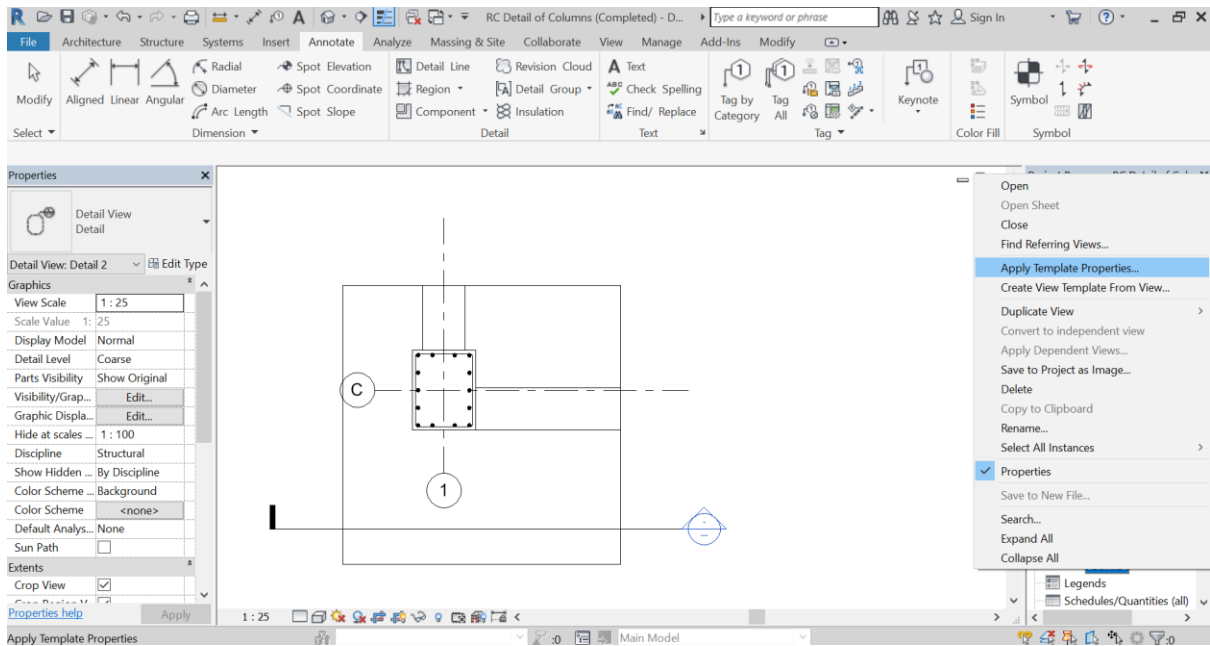 R RC Detail of Columns (Completed) - D... Type a keyword or phrase Sign In
File Architecture Structure Systems Insert Annotate Analyze Massing & Site Collaborate View Manage Add-Ins Modify
Radial Spot Elevation Detail Line Revision Cloud A Text
Diameter Spot Coordinate Region Detail Group ABC Check Spelling
Modify Aligned Linear Angular Arc Length Spot Slope Component Insulation Find/ Replace Tag by Category Tag All Keynote Symbol
Select Dimension Detail Text Tag Color Fill Symbol
Properties
Detail View
Detail
Detail View: Detail 2 Edit Type
Graphics
View Scale 1 : 25
Scale Value 1: 25
Display Model Normal
Detail Level Coarse
Parts Visibility Show Original
Visibility/Grap... Edit...
Graphic Displa... Edit...
Hide at scales ... 1 : 100
Discipline Structural
Show Hidden ... By Discipline
Color Scheme ... Background
Color Scheme <none>
Default Analys... None
Sun Path
Extents
Crop View
Properties help Apply
C
1
1 : 25
Open
Open Sheet
Close
Find Referring Views...
Apply Template Properties...
Create View Template From View...
Duplicate View
Convert to independent view
Apply Dependent Views...
Save to Project as Image...
Delete
Copy to Clipboard
Rename...
Select All Instances
Properties
Save to New File...
Search...
Expand All
Collapse All
Legends
Schedules/Quantities (all)
Apply Template Properties :0 Main Model :0